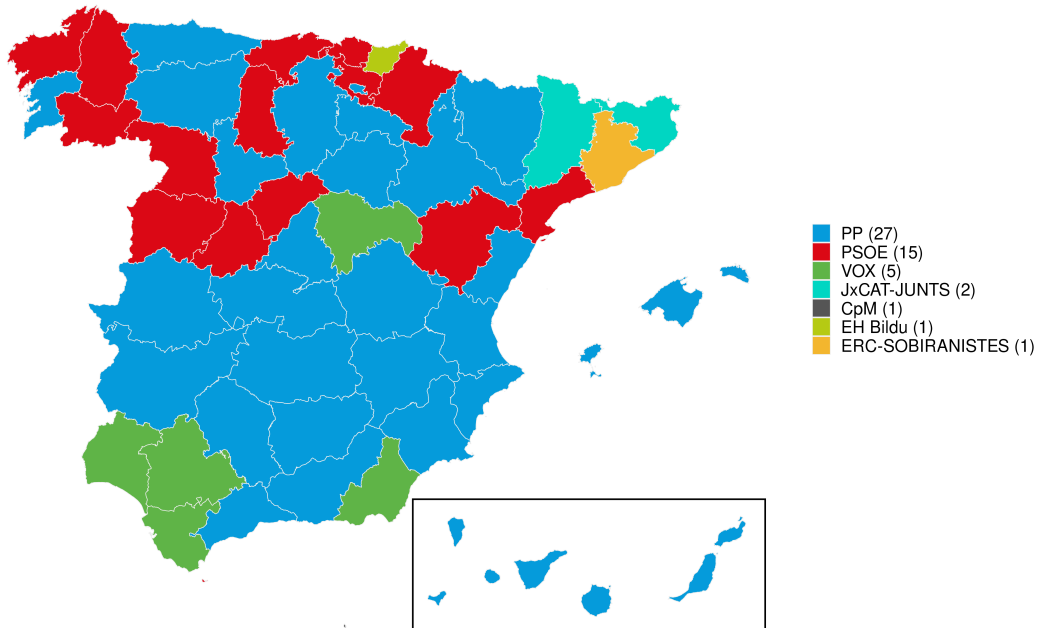 PP (27)
PSOE (15)
VOX (5)
JxCAT-JUNTS (2)
CpM (1)
EH Bildu (1)
ERC-SOBIRANISTES (1)